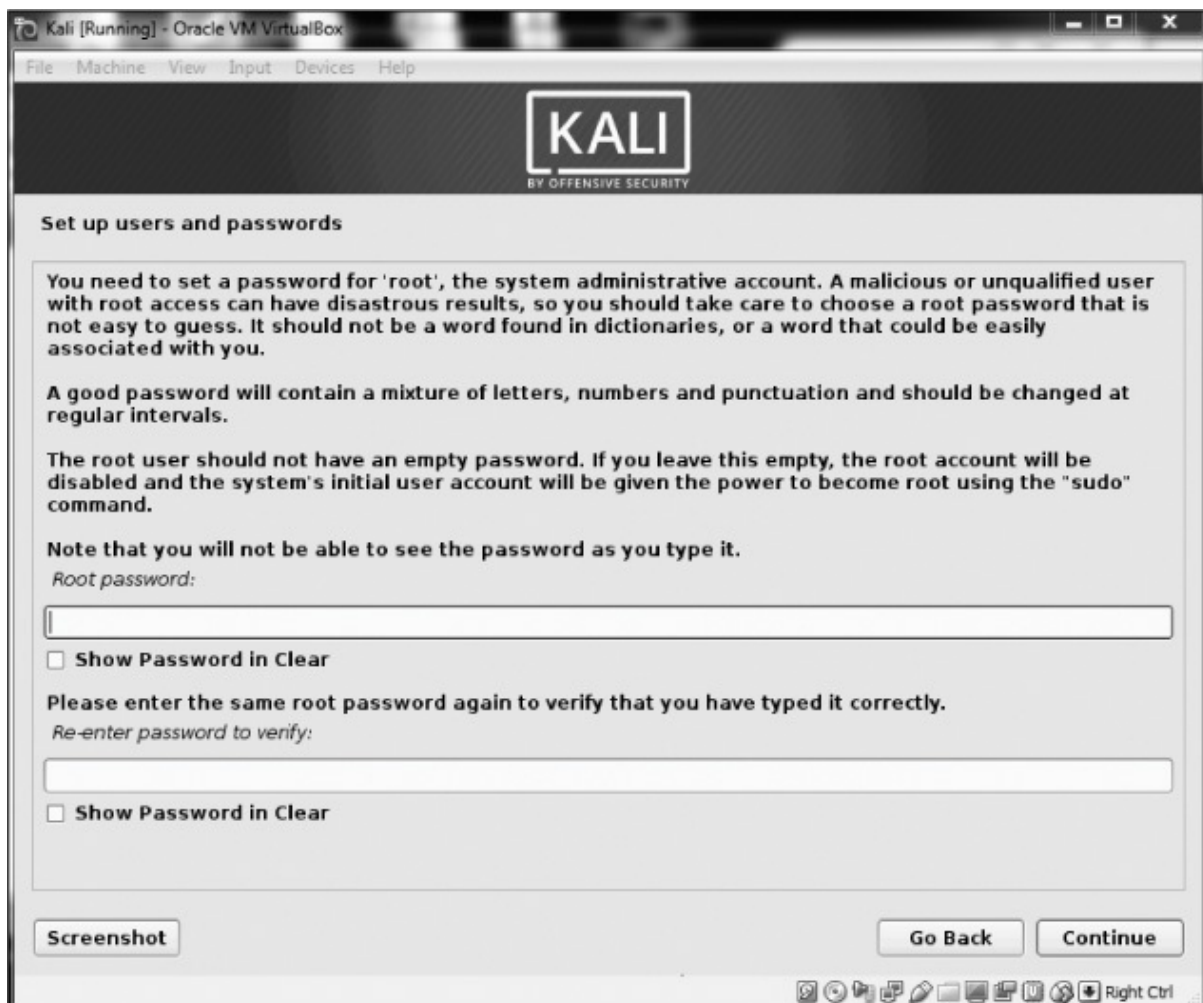 Kali [Running] - Oracle VM VirtualBox
File Machine View Input Devices Help
KALI
BY OFFENSIVE SECURITY
Set up users and passwords
You need to set a password for 'root', the system administrative account. A malicious or unqualified user
with root access can have disastrous results, so you should take care to choose a root password that is
not easy to guess. It should not be a word found in dictionaries, or a word that could be easily
associated with you.
A good password will contain a mixture of letters, numbers and punctuation and should be changed at
regular intervals.
The root user should not have an empty password. If you leave this empty, the root account will be
disabled and the system's initial user account will be given the power to become root using the "sudo"
command.
Note that you will not be able to see the password as you type it.
Root password:
Show Password in Clear
Please enter the same root password again to verify that you have typed it correctly.
Re-enter password to verify:
Show Password in Clear
Screenshot
Go Back
Continue
Right Ctrl